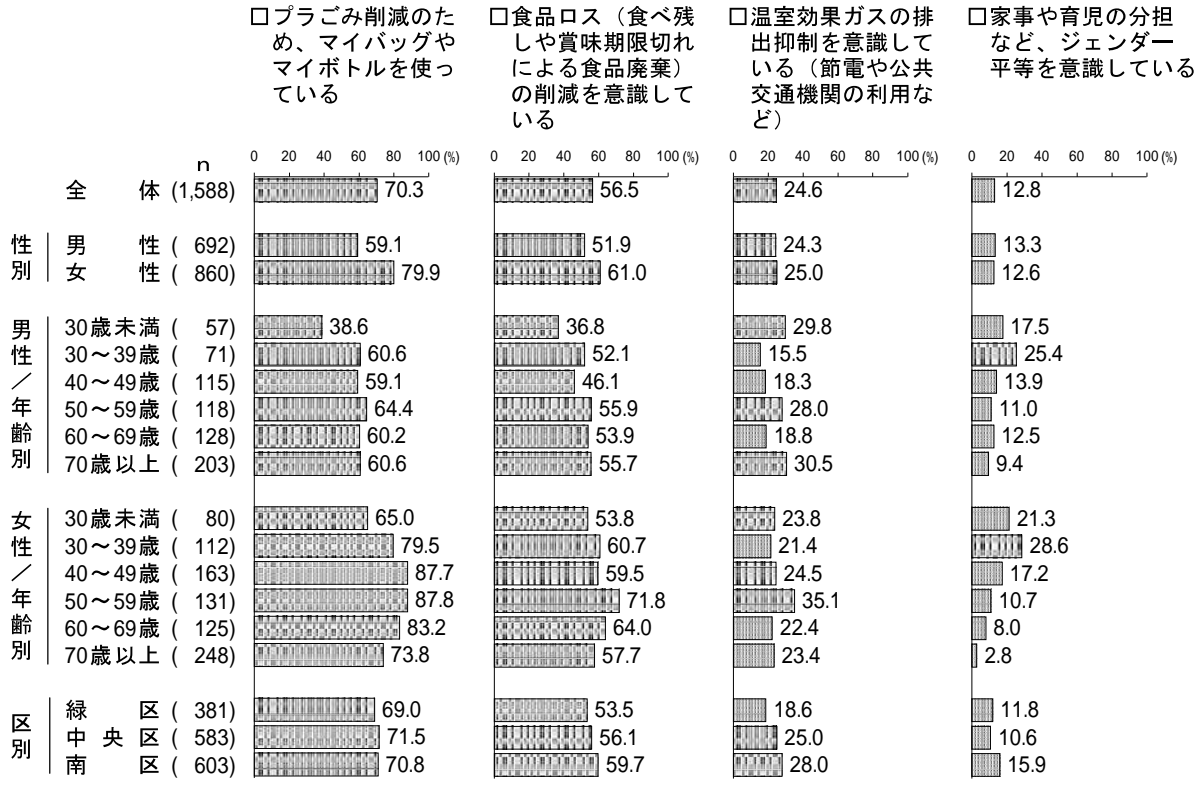 □プラごみ削減のた
め、マイバッグや
マイボトルを使っ
ている
□食品ロス（食べ残
しや賞味期限切れ
による食品廃棄）
の削減を意識して
いる
□温室効果ガスの排
出抑制を意識して
いる（節電や公共
交通機関の利用な
ど）
□家事や育児の分担
など、ジェンダー
平等を意識している
n 0 20 40 60 80 100 (%) 0 20 40 60 80 100 (%) 0 20 40 60 80 100 (%) 0 20 40 60 80 100 (%)
全体 (1,588) 70.3 56.5 24.6 12.8
性別
男性 ( 692) 59.1 51.9 24.3 13.3
女性 ( 860) 79.9 61.0 25.0 12.6
男性／年齢別
30歳未満 ( 57) 38.6 36.8 29.8 17.5
30～39歳 ( 71) 60.6 52.1 15.5 25.4
40～49歳 ( 115) 59.1 46.1 18.3 13.9
50～59歳 ( 118) 64.4 55.9 28.0 11.0
60～69歳 ( 128) 60.2 53.9 18.8 12.5
70歳以上 ( 203) 60.6 55.7 30.5 9.4
女性／年齢別
30歳未満 ( 80) 65.0 53.8 23.8 21.3
30～39歳 ( 112) 79.5 60.7 21.4 28.6
40～49歳 ( 163) 87.7 59.5 24.5 17.2
50～59歳 ( 131) 87.8 71.8 35.1 10.7
60～69歳 ( 125) 83.2 64.0 22.4 8.0
70歳以上 ( 248) 73.8 57.7 23.4 2.8
区別
緑区 ( 381) 69.0 53.5 18.6 11.8
中央区 ( 583) 71.5 56.1 25.0 10.6
南区 ( 603) 70.8 59.7 28.0 15.9